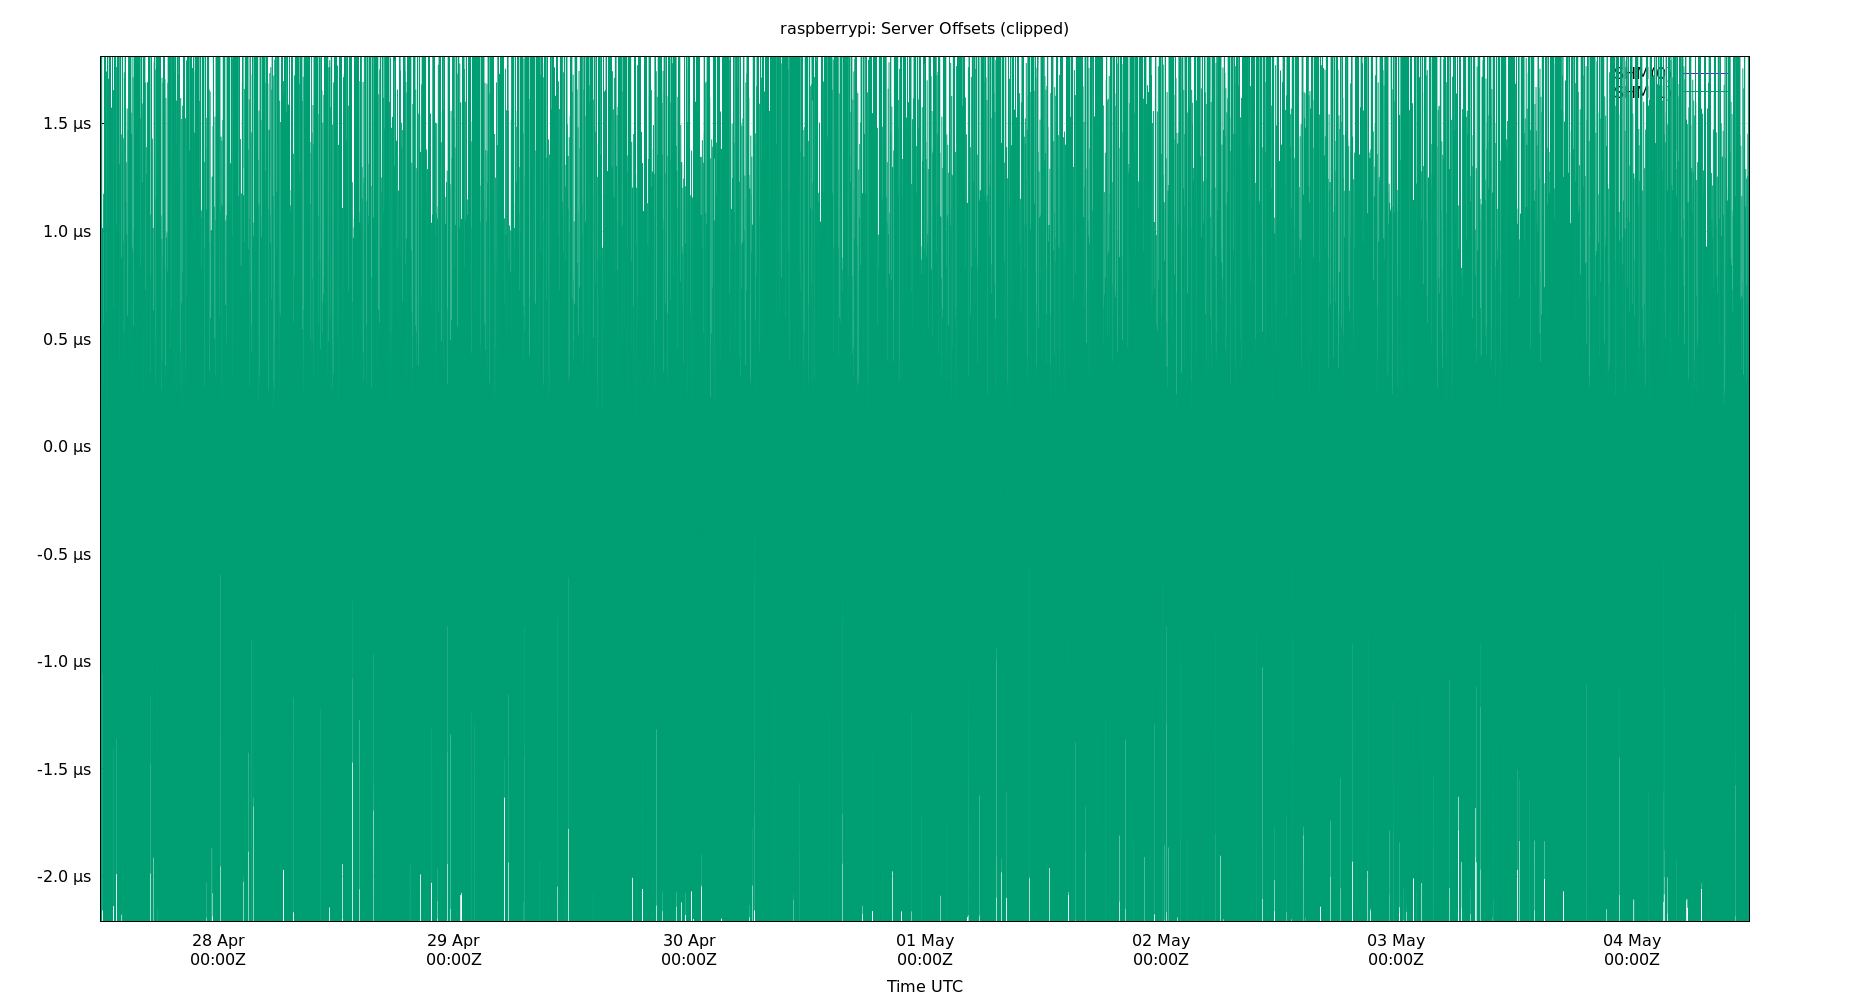 raspberrypi: Server Offsets (clipped)
1.5 µs
1.0 µs
0.5 µs
0.0 µs
-0.5 µs
-1.0 µs
-1.5 µs
-2.0 µs
28 Apr
00:00Z
29 Apr
00:00Z
30 Apr
00:00Z
01 May
00:00Z
02 May
00:00Z
03 May
00:00Z
04 May
00:00Z
Time UTC